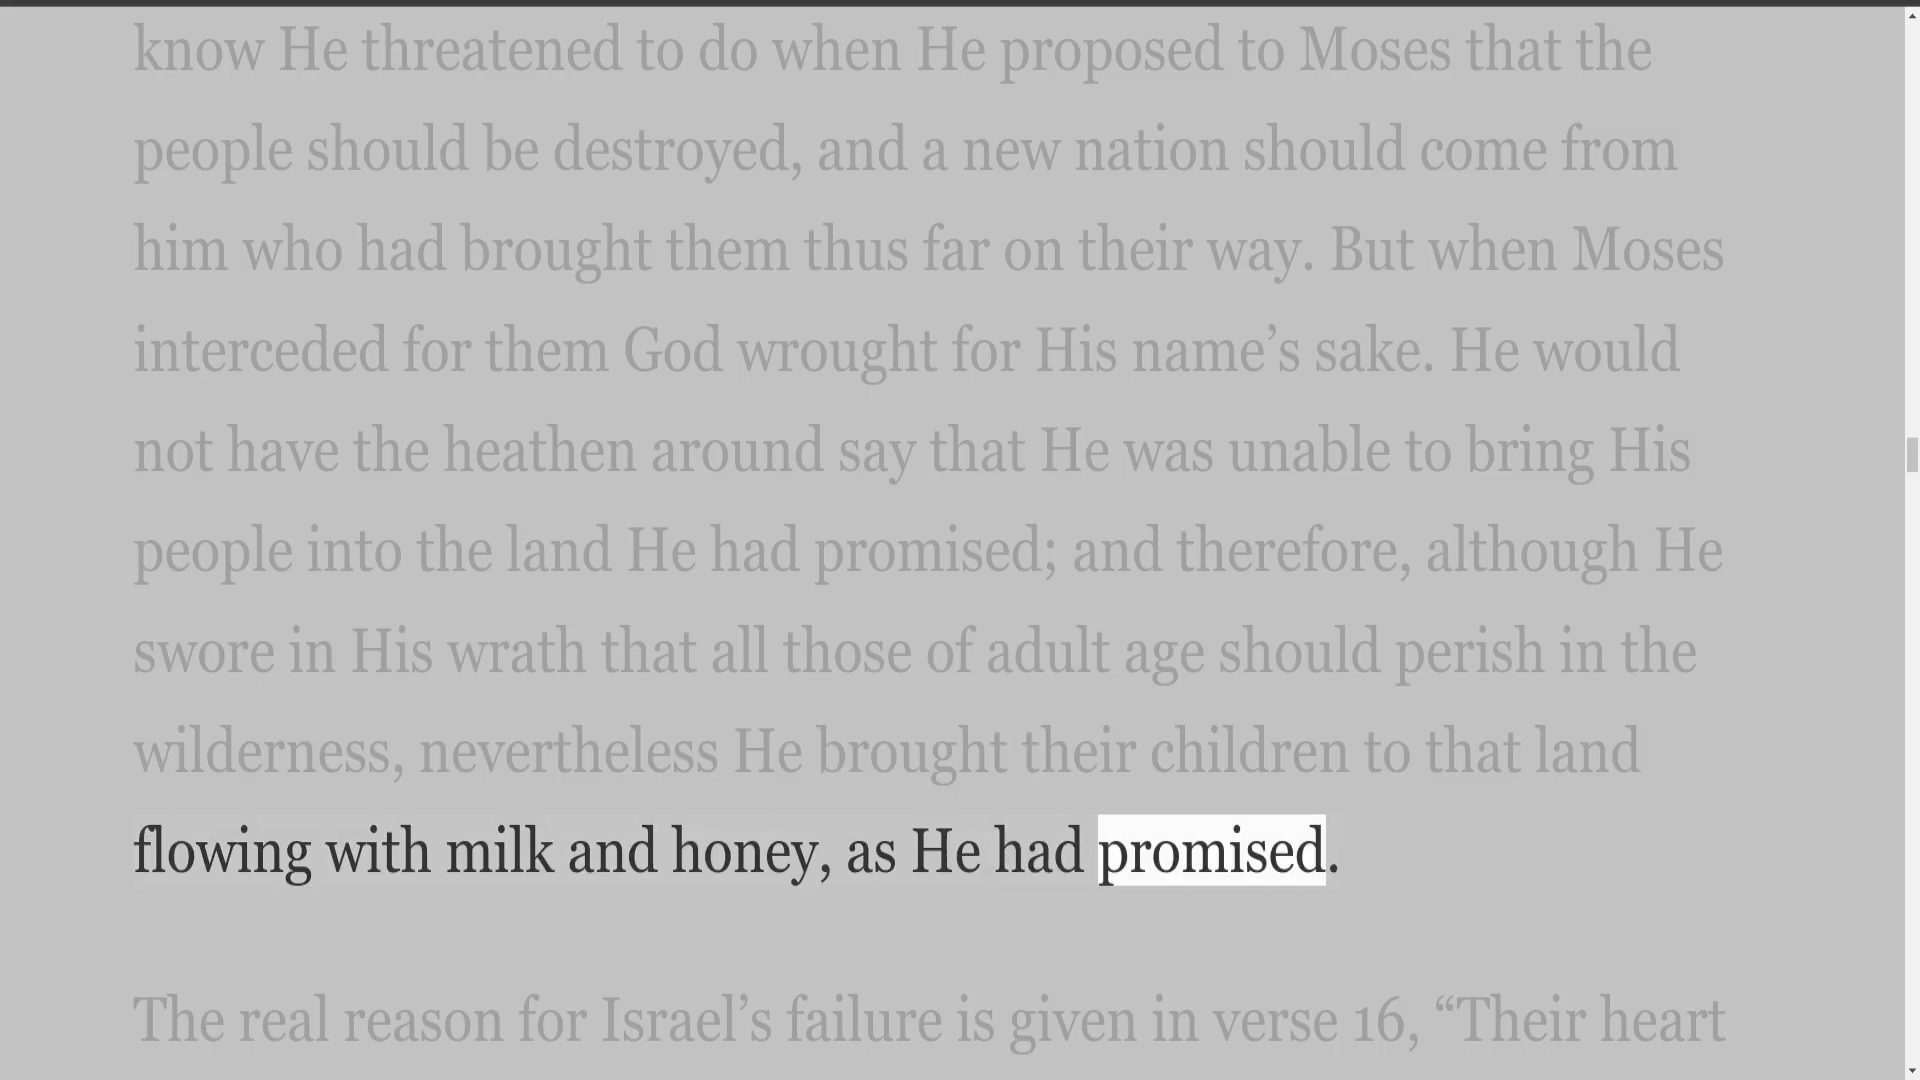 know He threatened to do when He proposed to Moses that the
people should be destroyed, and a new nation should come from
him who had brought them thus far on their way. But when Moses
interceded for them God wrought for His name’s sake. He would
not have the heathen around say that He was unable to bring His
people into the land He had promised; and therefore, although He
swore in His wrath that all those of adult age should perish in the
wilderness, nevertheless He brought their children to that land
flowing with milk and honey, as He had promised.
The real reason for Israel’s failure is given in verse 16, “Their heart